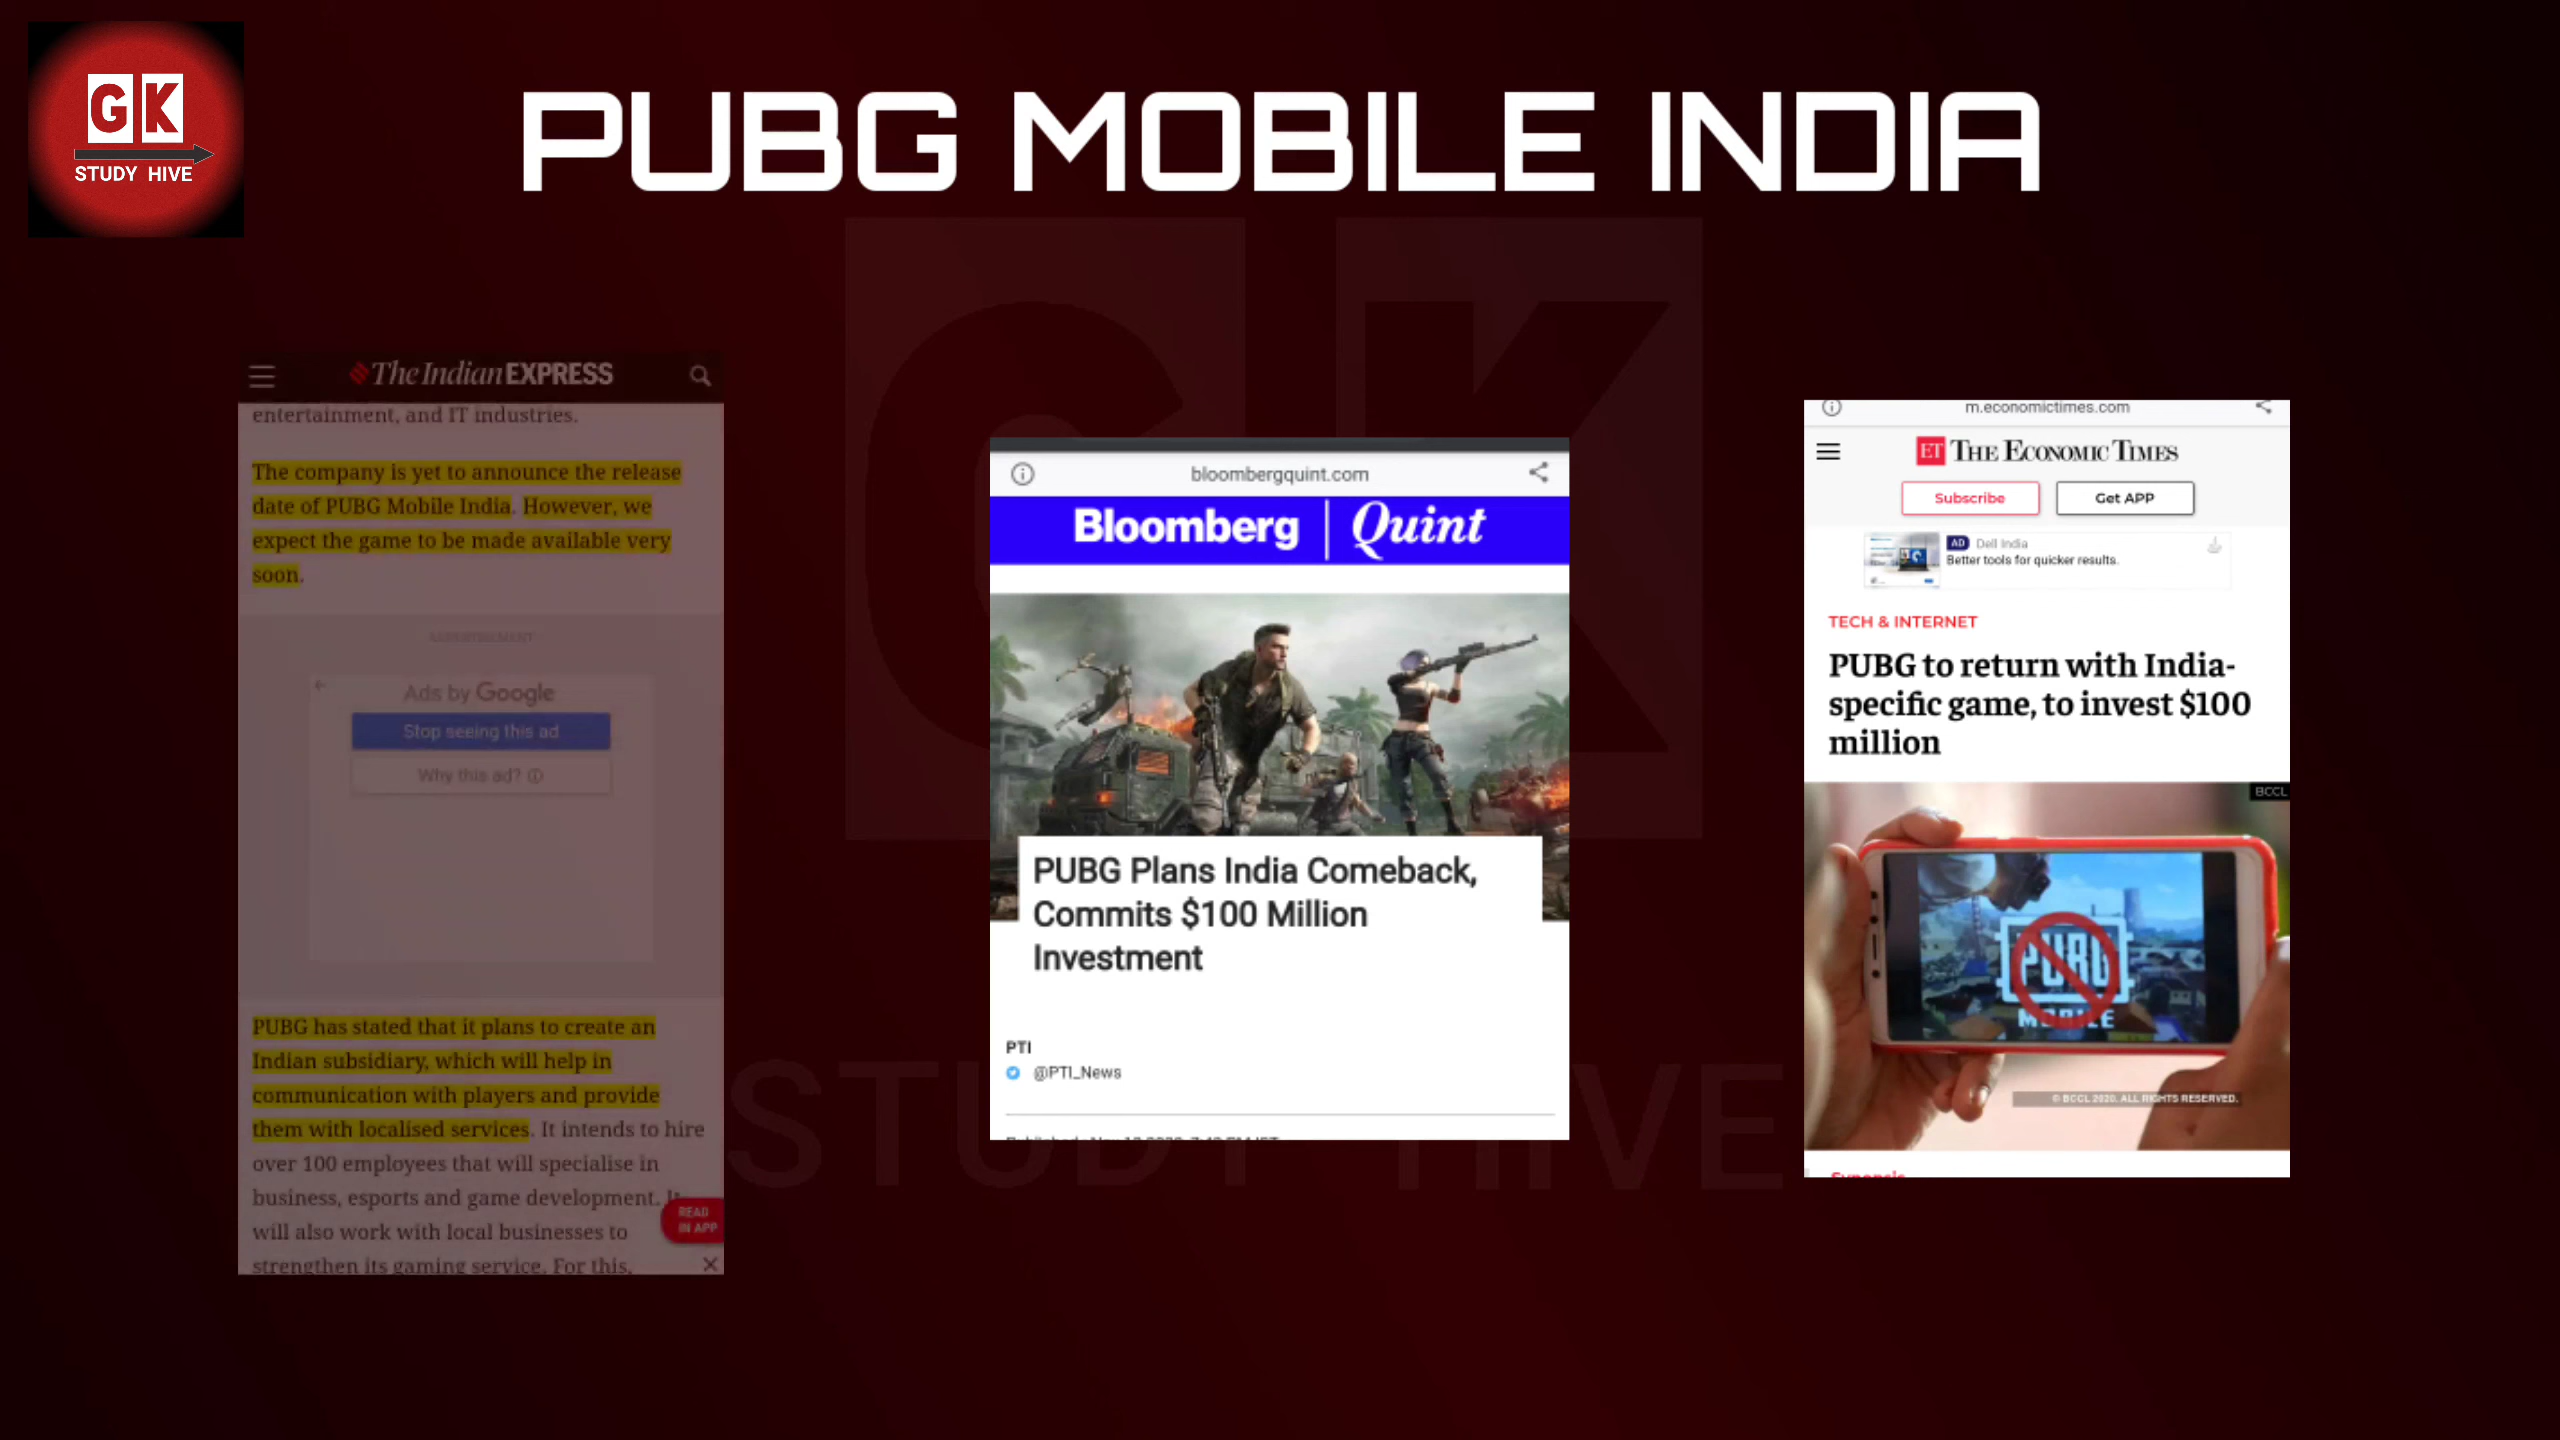 GK
STUDY HIVE
PUBG MOBILE INDIA
The Indian EXPRESS
entertainment, and IT industries.
The company is yet to announce the release
date of PUBG Mobile India. However, we
expect the game to be made available very
soon.
ADVERTISEMENT
Ads by Google
Stop seeing this ad
Why this ad?
PUBG has stated that it plans to create an
Indian subsidiary, which will help in
communication with players and provide
them with localised services. It intends to hire
over 100 employees that will specialise in
business, esports and game development. It
will also work with local businesses to
strengthen its gaming service. For this,
READ
IN APP
bloombergquint.com
Bloomberg | Quint
PUBG Plans India Comeback,
Commits $100 Million
Investment
PTI
@PTI_News
m.economictimes.com
ET THE ECONOMIC TIMES
Subscribe
Get APP
AD Dell India
Better tools for quicker results.
TECH & INTERNET
PUBG to return with India-
specific game, to invest $100
million
BCCL
PUBG
MOBILE
© BCCL 2020. ALL RIGHTS RESERVED.
Synopsis
GK
STUDY HIVE